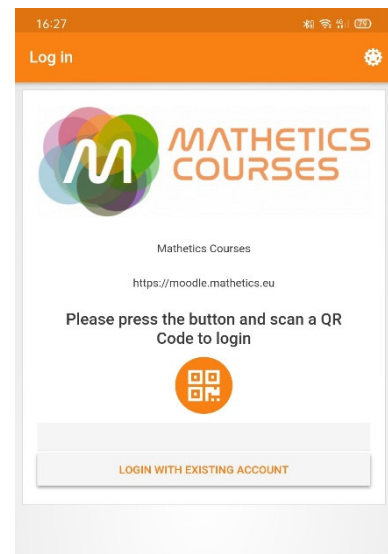 16:27
79
Log in
M MATHETICS
COURSES
Mathetics Courses
https://moodle.mathetics.eu
Please press the button and scan a QR
Code to login
LOGIN WITH EXISTING ACCOUNT